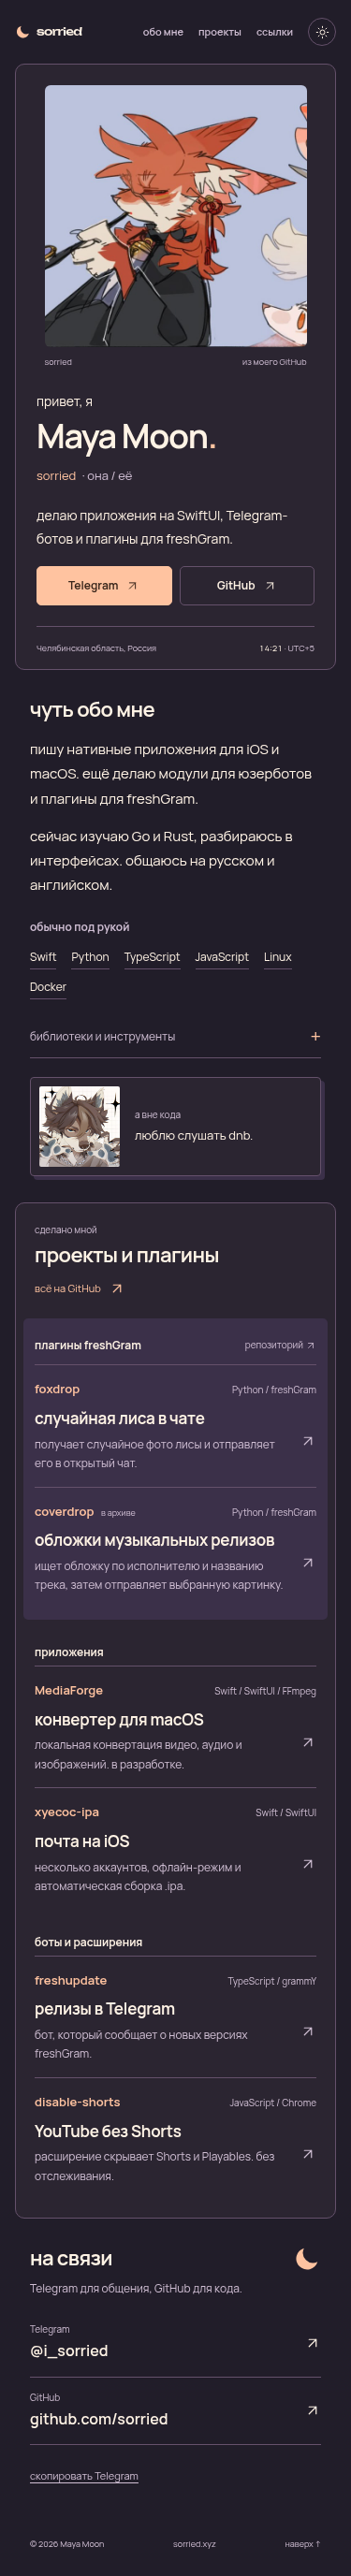 sorried обо мне проекты ссылки
sorried из моего GitHub
привет, я
Maya Moon.
sorried · она / её
делаю приложения на SwiftUI, Telegram-
ботов и плагины для freshGram.
Telegram ↗ GitHub ↗
Челябинская область, Россия 14:21 · UTC+5
чуть обо мне
пишу нативные приложения для iOS и
macOS. ещё делаю модули для юзерботов
и плагины для freshGram.
сейчас изучаю Go и Rust, разбираюсь в
интерфейсах. общаюсь на русском и
английском.
обычно под рукой
Swift Python TypeScript JavaScript Linux
Docker
библиотеки и инструменты +
а вне кода
люблю слушать dnb.
сделано мной
проекты и плагины
всё на GitHub ↗
плагины freshGram репозиторий ↗
foxdrop Python / freshGram
случайная лиса в чате
получает случайное фото лисы и отправляет
его в открытый чат.
coverdrop в архиве Python / freshGram
обложки музыкальных релизов
ищет обложку по исполнителю и названию
трека, затем отправляет выбранную картинку.
приложения
MediaForge Swift / SwiftUI / FFmpeg
конвертер для macOS
локальная конвертация видео, аудио и
изображений. в разработке.
xyecoc-ipa Swift / SwiftUI
почта на iOS
несколько аккаунтов, офлайн-режим и
автоматическая сборка .ipa.
боты и расширения
freshupdate TypeScript / grammY
релизы в Telegram
бот, который сообщает о новых версиях
freshGram.
disable-shorts JavaScript / Chrome
YouTube без Shorts
расширение скрывает Shorts и Playables. без
отслеживания.
на связи
Telegram для общения, GitHub для кода.
Telegram
@i_sorried
GitHub
github.com/sorried
скопировать Telegram
© 2026 Maya Moon sorried.xyz наверх ↑